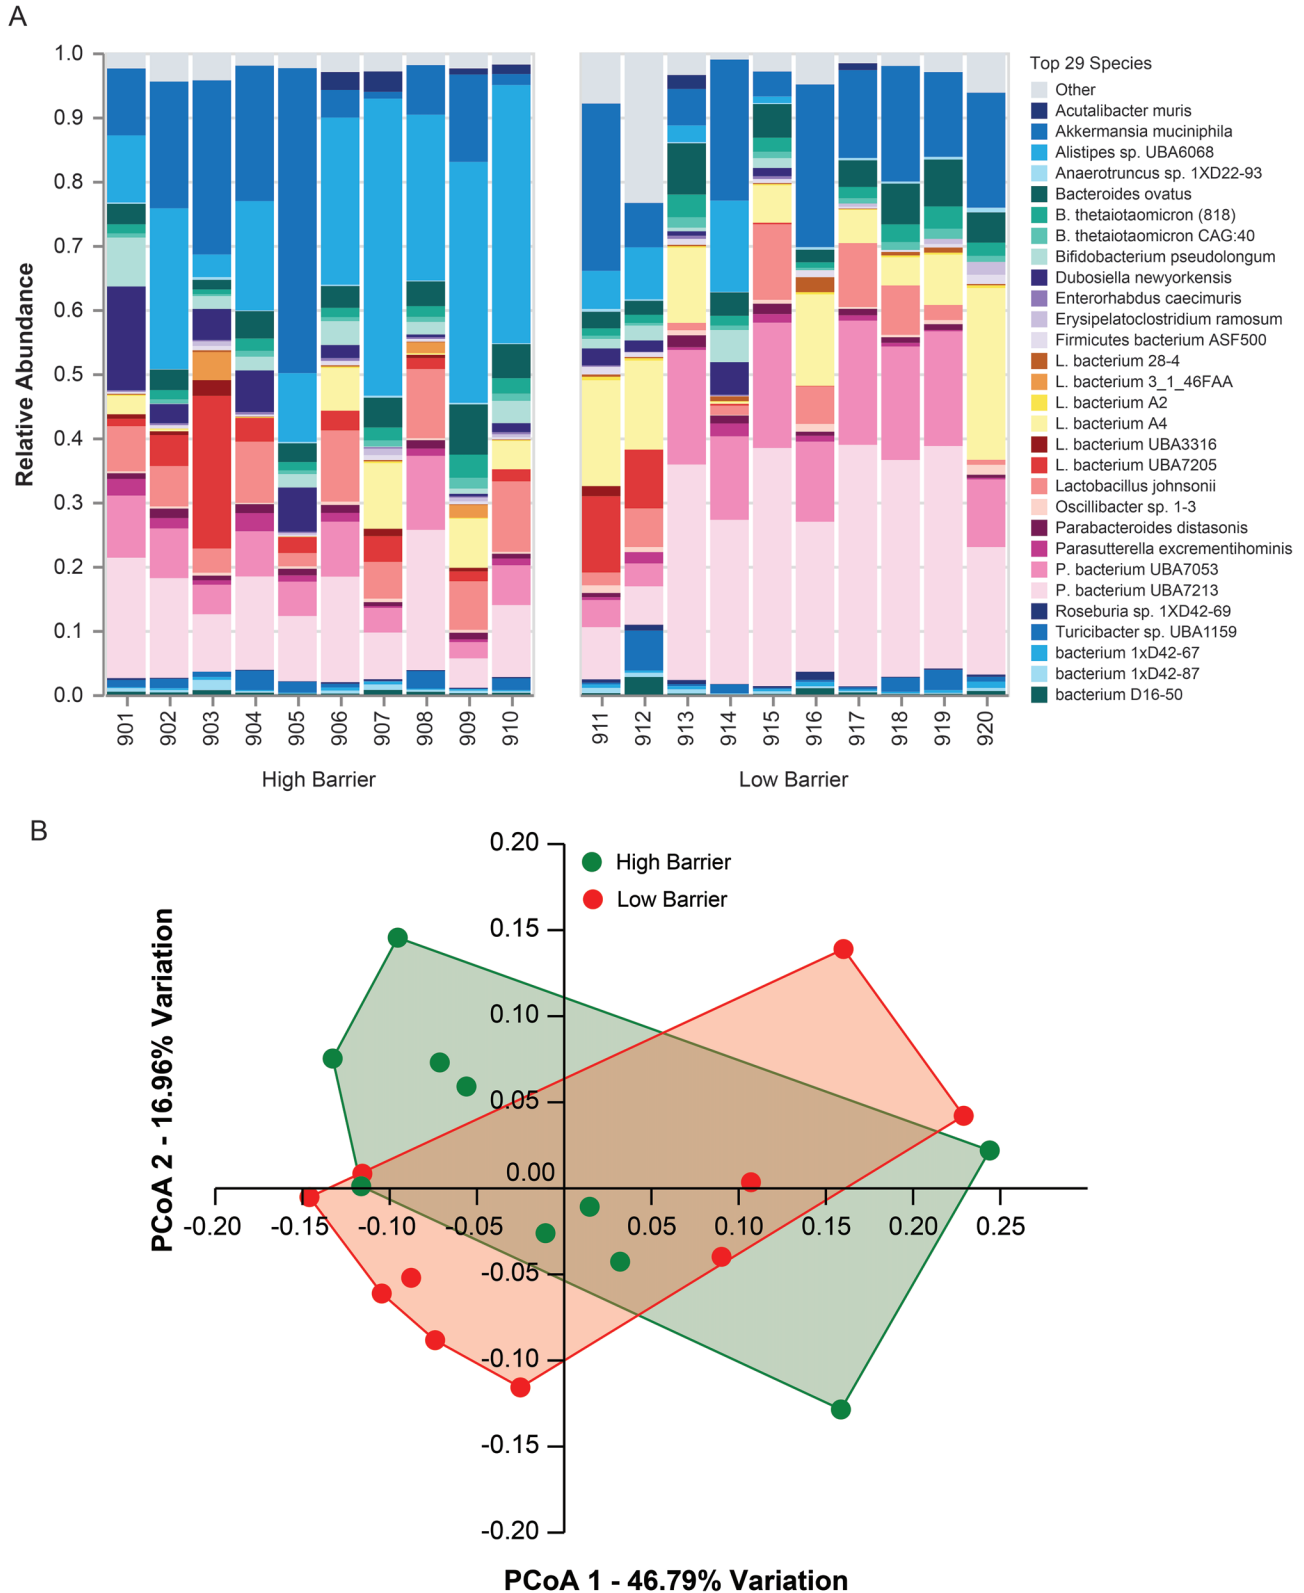 A
Relative Abundance
1.0
0.9
0.8
0.7
0.6
0.5
0.4
0.3
0.2
0.1
0.0
901 902 903 904 905 906 907 908 909 910
High Barrier
911 912 913 914 915 916 917 918 919 920
Low Barrier
Top 29 Species
Other
Acutalibacter muris
Akkermansia muciniphila
Alistipes sp. UBA6068
Anaerotruncus sp. 1XD22-93
Bacteroides ovatus
B. thetaiotaomicron (818)
B. thetaiotaomicron CAG:40
Bifidobacterium pseudolongum
Dubosiella newyorkensis
Enterorhabdus caecimuris
Erysipelatoclostridium ramosum
Firmicutes bacterium ASF500
L. bacterium 28-4
L. bacterium 3_1_46FAA
L. bacterium A2
L. bacterium A4
L. bacterium UBA3316
L. bacterium UBA7205
Lactobacillus johnsonii
Oscillibacter sp. 1-3
Parabacteroides distasonis
Parasutterella excrementihominis
P. bacterium UBA7053
P. bacterium UBA7213
Roseburia sp. 1XD42-69
Turicibacter sp. UBA1159
bacterium 1xD42-67
bacterium 1xD42-87
bacterium D16-50
B
PCoA 2 - 16.96% Variation
0.20
0.15
0.10
0.05
0.00
-0.05
-0.10
-0.15
-0.20
High Barrier
Low Barrier
-0.20 -0.15 -0.10 -0.05 0.05 0.10 0.15 0.20 0.25
PCoA 1 - 46.79% Variation